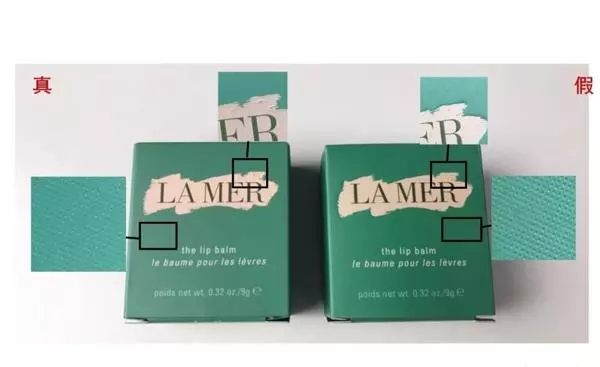 真
假
ER
ER
LA MER
the lip balm
le baume pour les lèvres
poids net wt. 0.32 oz./9g ℮
LA MER
the lip balm
le baume pour les lèvres
poids net wt. 0.32 oz./9g ℮